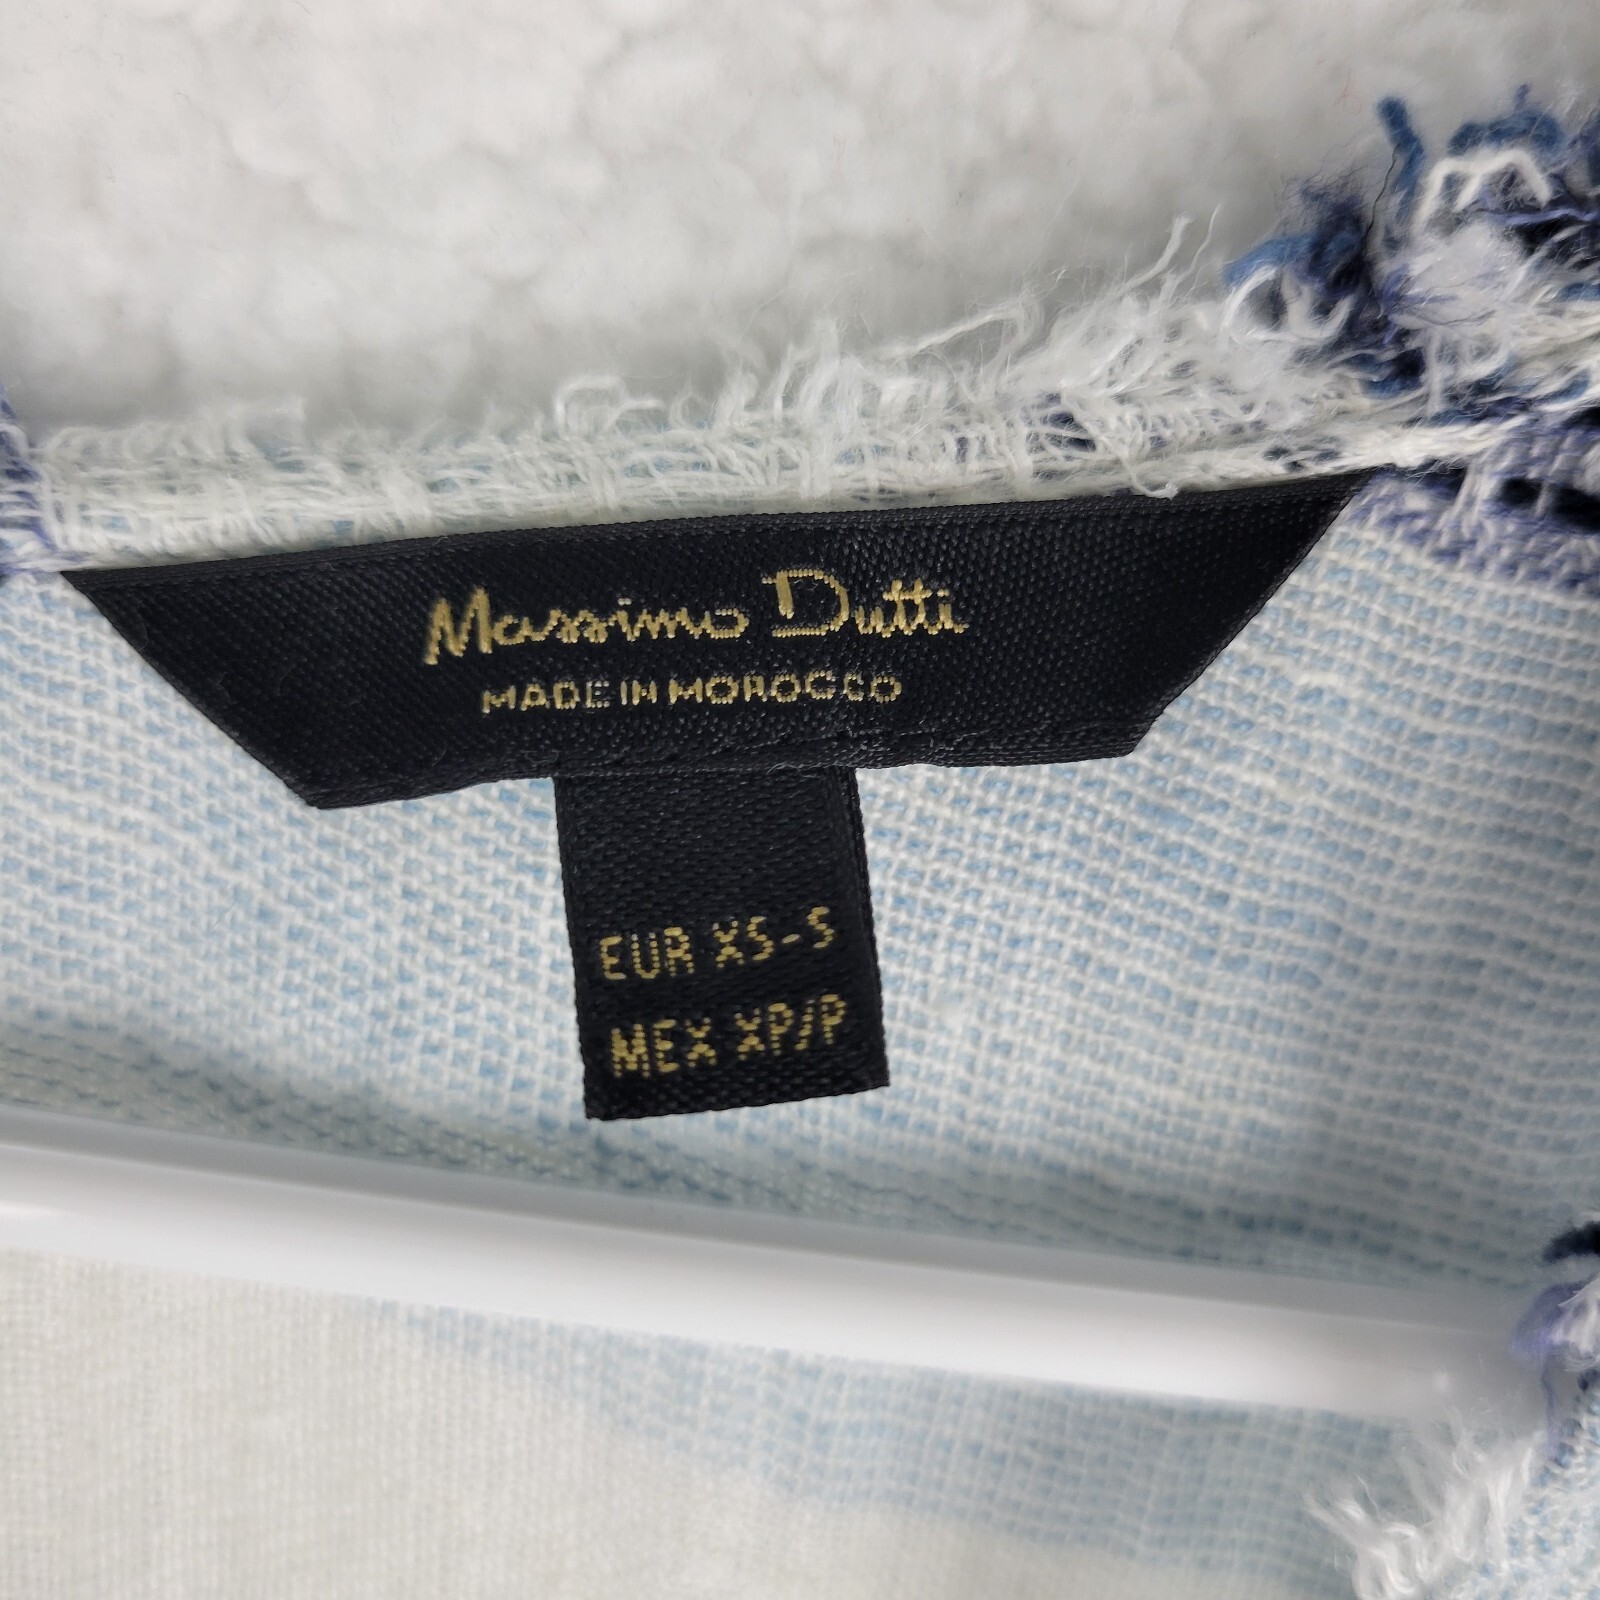 Massimo Dutti
MADE IN MOROCCO
EUR XS-S
MEX XP/P